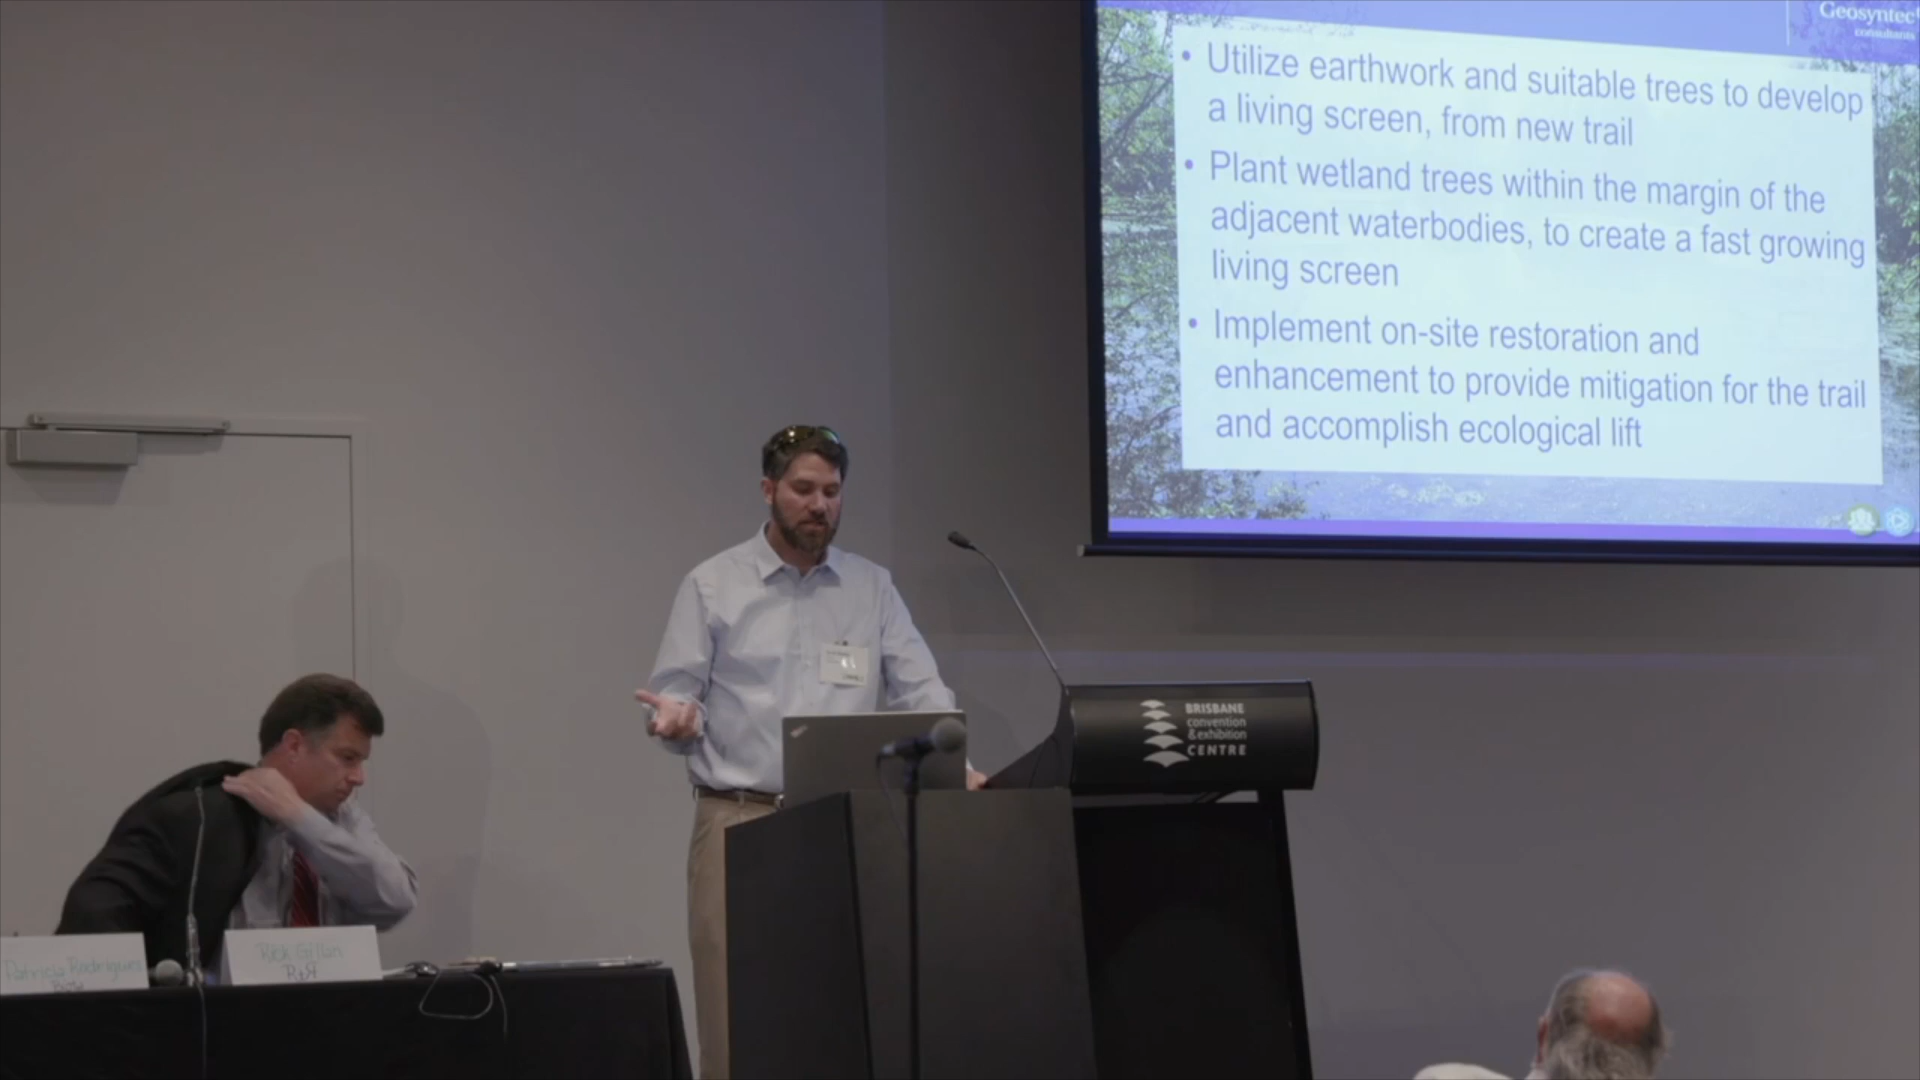 Geosyntec
consultants
• Utilize earthwork and suitable trees to develop
a living screen, from new trail
• Plant wetland trees within the margin of the
adjacent waterbodies, to create a fast growing
living screen
• Implement on-site restoration and
enhancement to provide mitigation for the trail
and accomplish ecological lift
BRISBANE
convention
& exhibition
CENTRE
Patricia Rodriguez
Rick Gillun